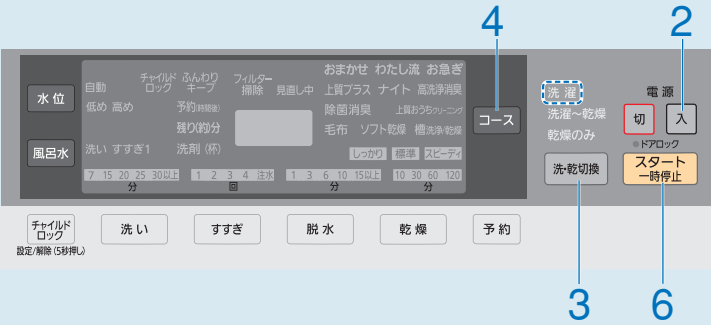 4
2
水位
風呂水
自動
チャイルドロック
ふんわりキープ
フィルター掃除
見直し中
おまかせ わたし流 お急ぎ
上質プラス ナイト 高洗浄消臭
低め 高め
予約(時間後)
残り(約)分
除菌消臭 上質おうちクリーニング
毛布 ソフト乾燥 槽洗浄/乾燥
洗い すすぎ1
洗剤(杯)
しっかり 標準 スピーディ
7 15 20 25 30以上
分
1 2 3 4 注水
回
1 3 6 10 15以上
分
10 30 60 120
分
コース
洗濯
洗濯~乾燥
乾燥のみ
洗・乾切換
電源
切
入
ドアロック
スタート
一時停止
チャイルド
ロック
設定/解除(5秒押し)
洗い
すすぎ
脱水
乾燥
予約
3
6